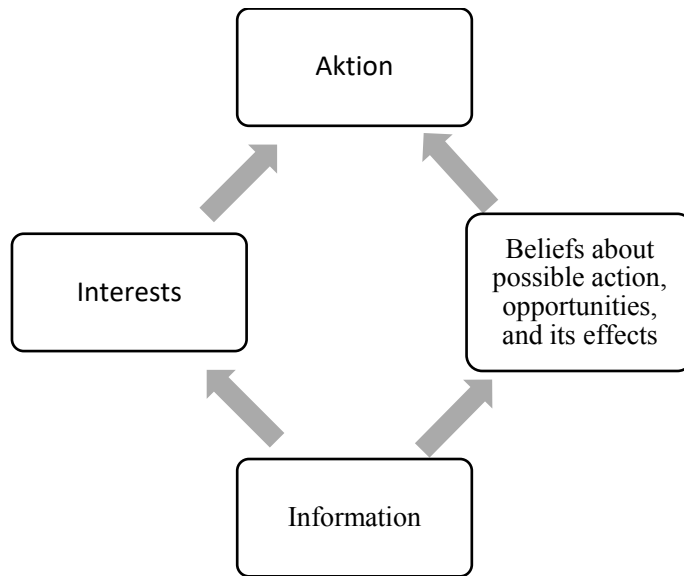 Aktion
Interests
Beliefs about
possible action,
opportunities,
and its effects
Information